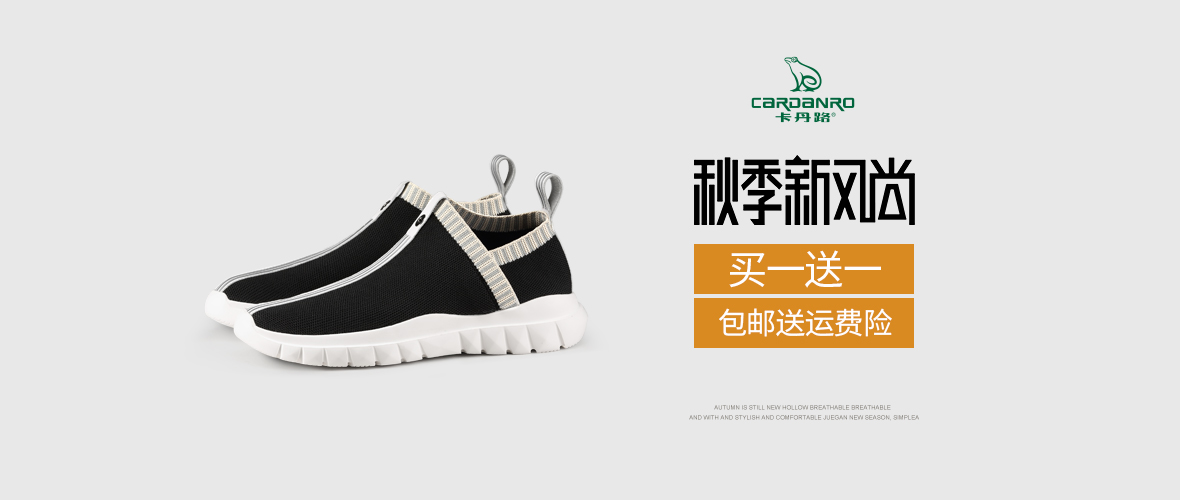 CARDANRO
卡丹路®
秋季新风尚
买一送一
包邮送运费险
AUTUMN IS STILL NEW HOLLOW BREATHABLE BREATHABLE
AND WITH AND STYLISH AND COMFORTABLE JUEGAN NEW SEASON, SIMPLEA